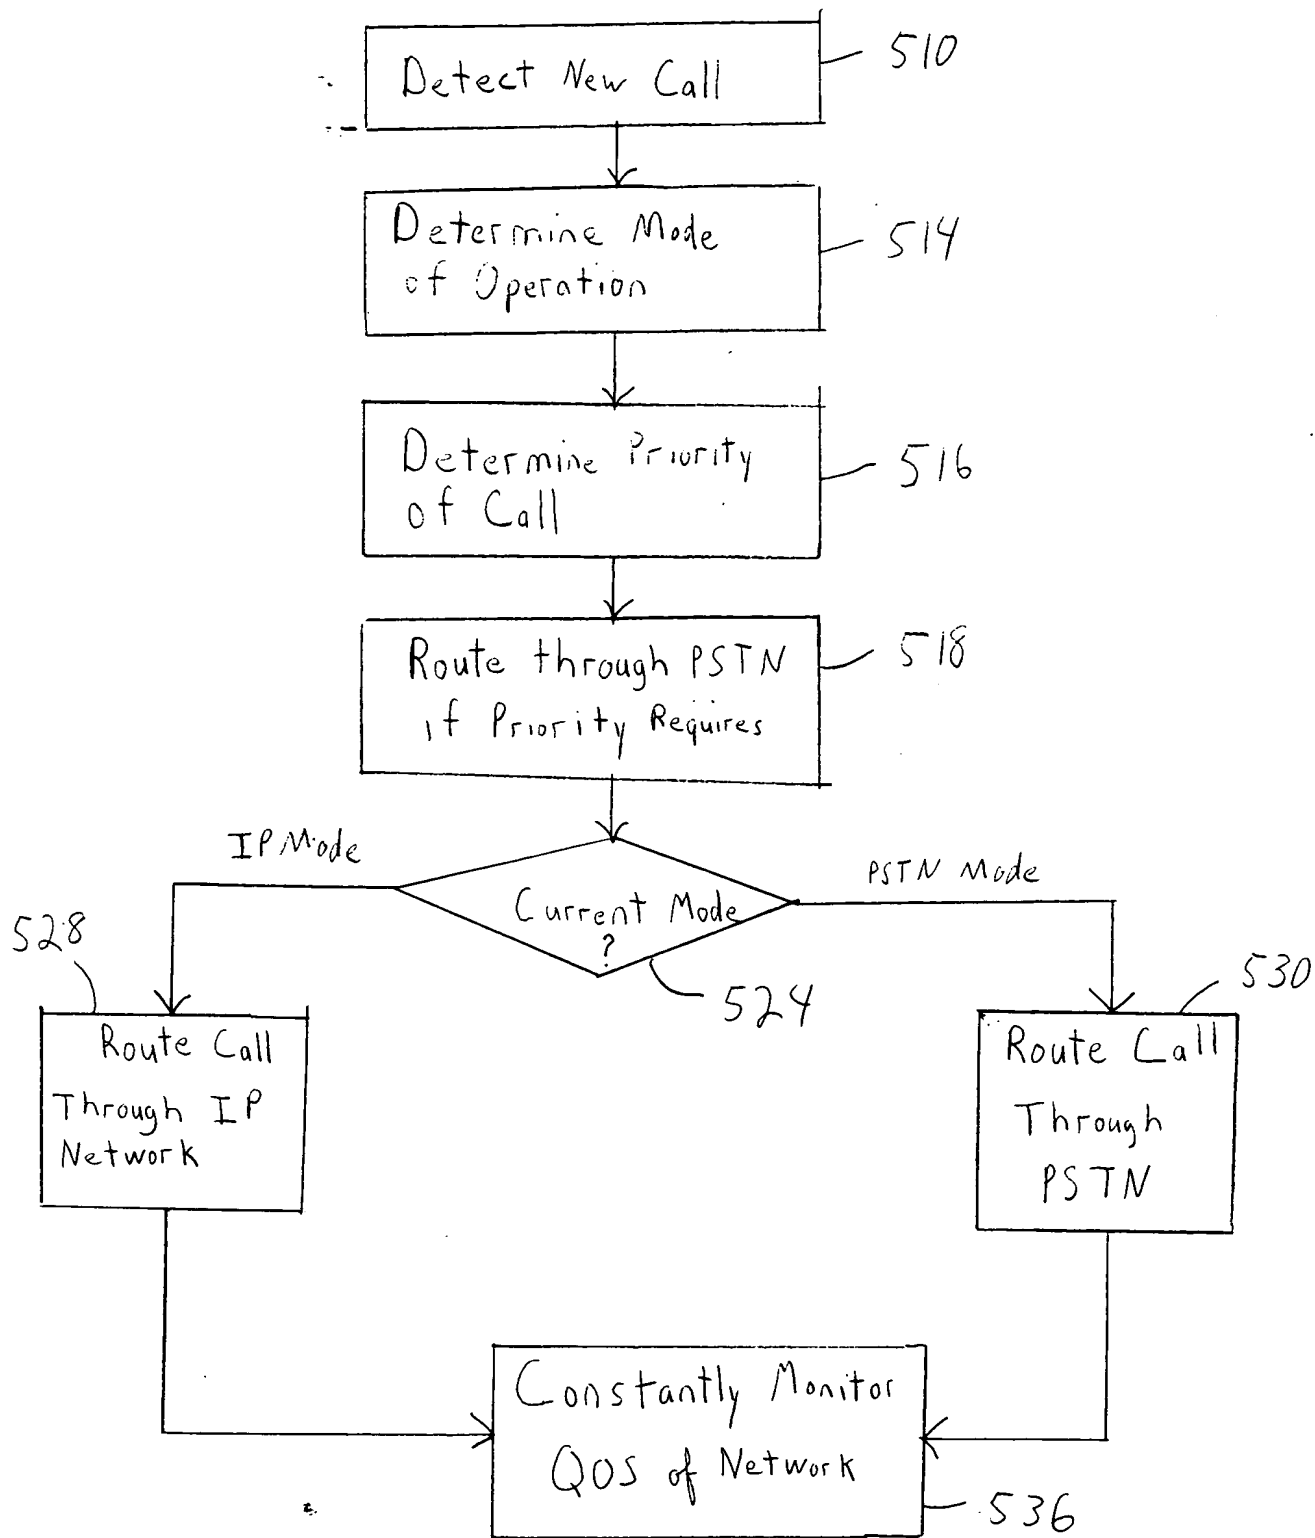 Detect New Call
510
Determine Mode
of Operation
514
Determine Priority
of Call
516
Route through PSTN
if Priority Requires
518
IP Mode
PSTN Mode
Current Mode
?
524
528
Route Call
Through IP
Network
530
Route Call
Through
PSTN
Constantly Monitor
QOS of Network
536